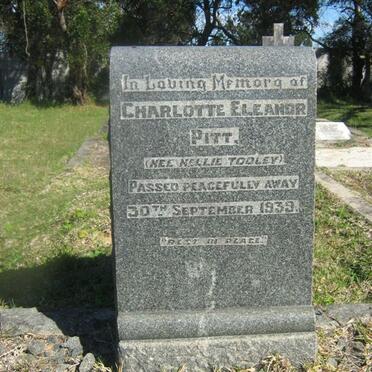 In Loving Memory of
CHARLOTTE ELEANOR
PITT.
(NEE NELLIE TOOLEY)
PASSED PEACEFULLY AWAY
30TH SEPTEMBER 1939.
"REST IN PEACE."